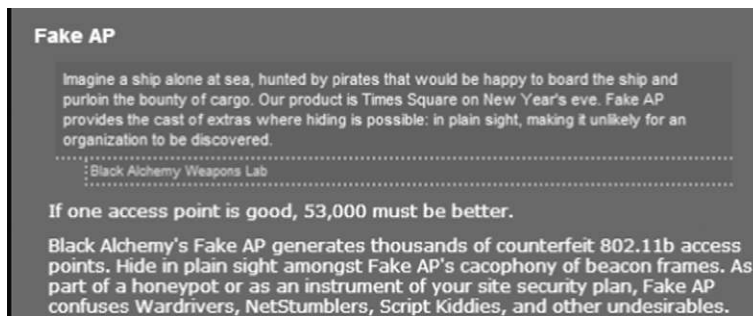 Fake AP
Imagine a ship alone at sea, hunted by pirates that would be happy to board the ship and
purloin the bounty of cargo. Our product is Times Square on New Year's eve. Fake AP
provides the cast of extras where hiding is possible: in plain sight, making it unlikely for an
organization to be discovered.
Black Alchemy Weapons Lab
If one access point is good, 53,000 must be better.
Black Alchemy's Fake AP generates thousands of counterfeit 802.11b access
points. Hide in plain sight amongst Fake AP's cacophony of beacon frames. As
part of a honeypot or as an instrument of your site security plan, Fake AP
confuses Wardrivers, NetStumblers, Script Kiddies, and other undesirables.